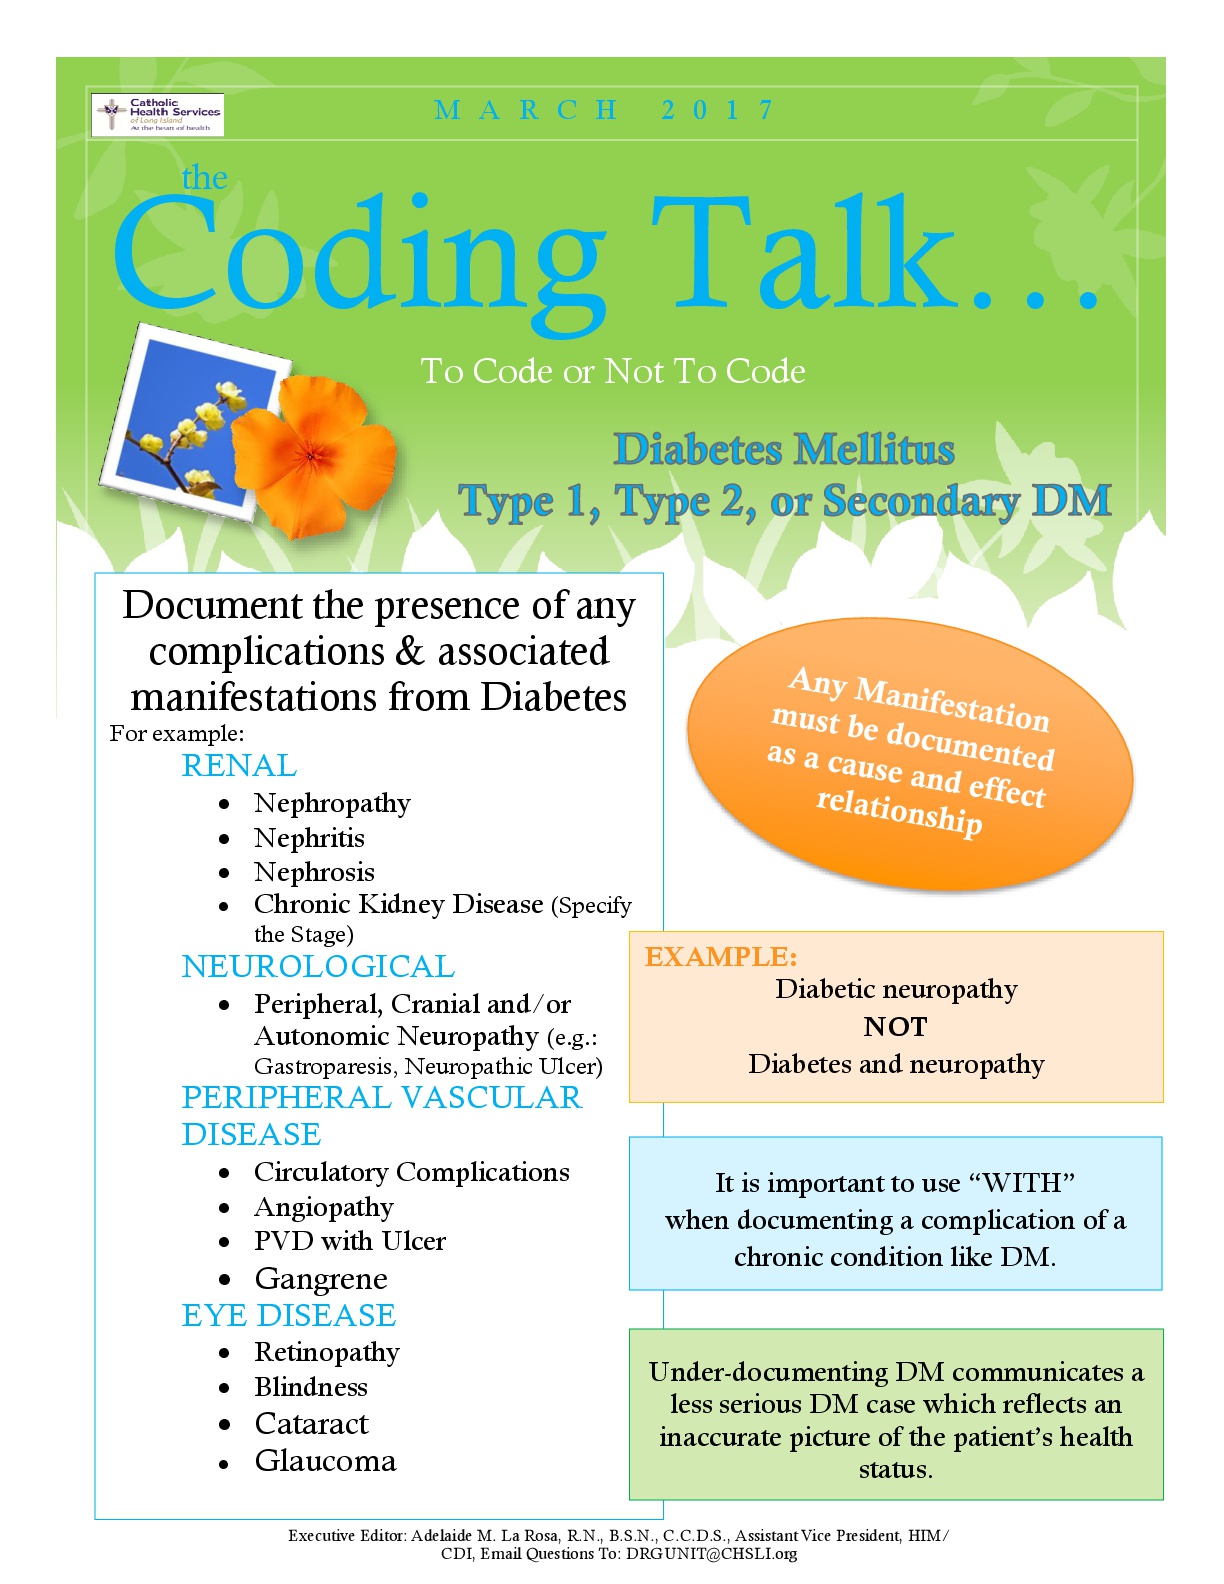 Catholic
Health Services
of Long Island
At the heart of health
MARCH 2017
the
Coding Talk…
To Code or Not To Code
Diabetes Mellitus
Type 1, Type 2, or Secondary DM
Document the presence of any
complications & associated
manifestations from Diabetes
For example:
RENAL
• Nephropathy
• Nephritis
• Nephrosis
• Chronic Kidney Disease (Specify
the Stage)
NEUROLOGICAL
• Peripheral, Cranial and/or
Autonomic Neuropathy (e.g.:
Gastroparesis, Neuropathic Ulcer)
PERIPHERAL VASCULAR
DISEASE
• Circulatory Complications
• Angiopathy
• PVD with Ulcer
• Gangrene
EYE DISEASE
• Retinopathy
• Blindness
• Cataract
• Glaucoma
Any Manifestation
must be documented
as a cause and effect
relationship
EXAMPLE:
Diabetic neuropathy
NOT
Diabetes and neuropathy
It is important to use “WITH”
when documenting a complication of a
chronic condition like DM.
Under-documenting DM communicates a
less serious DM case which reflects an
inaccurate picture of the patient’s health
status.
Executive Editor: Adelaide M. La Rosa, R.N., B.S.N., C.C.D.S., Assistant Vice President, HIM/
CDI, Email Questions To: DRGUNIT@CHSLI.org